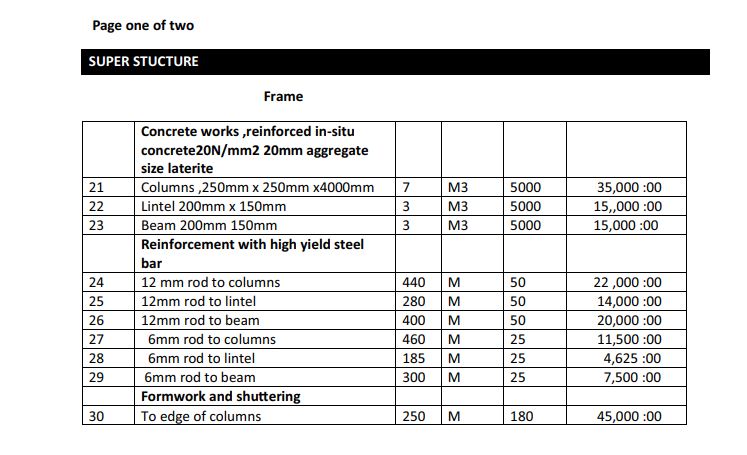 Page one of two
SUPER STUCTURE
Frame
Concrete works ,reinforced in-situ
concrete20N/mm2 20mm aggregate
size laterite
21 Columns ,250mm x 250mm x4000mm 7 M3 5000 35,000 :00
22 Lintel 200mm x 150mm 3 M3 5000 15,,000 :00
23 Beam 200mm 150mm 3 M3 5000 15,000 :00
Reinforcement with high yield steel
bar
24 12 mm rod to columns 440 M 50 22 ,000 :00
25 12mm rod to lintel 280 M 50 14,000 :00
26 12mm rod to beam 400 M 50 20,000 :00
27 6mm rod to columns 460 M 25 11,500 :00
28 6mm rod to lintel 185 M 25 4,625 :00
29 6mm rod to beam 300 M 25 7,500 :00
Formwork and shuttering
30 To edge of columns 250 M 180 45,000 :00